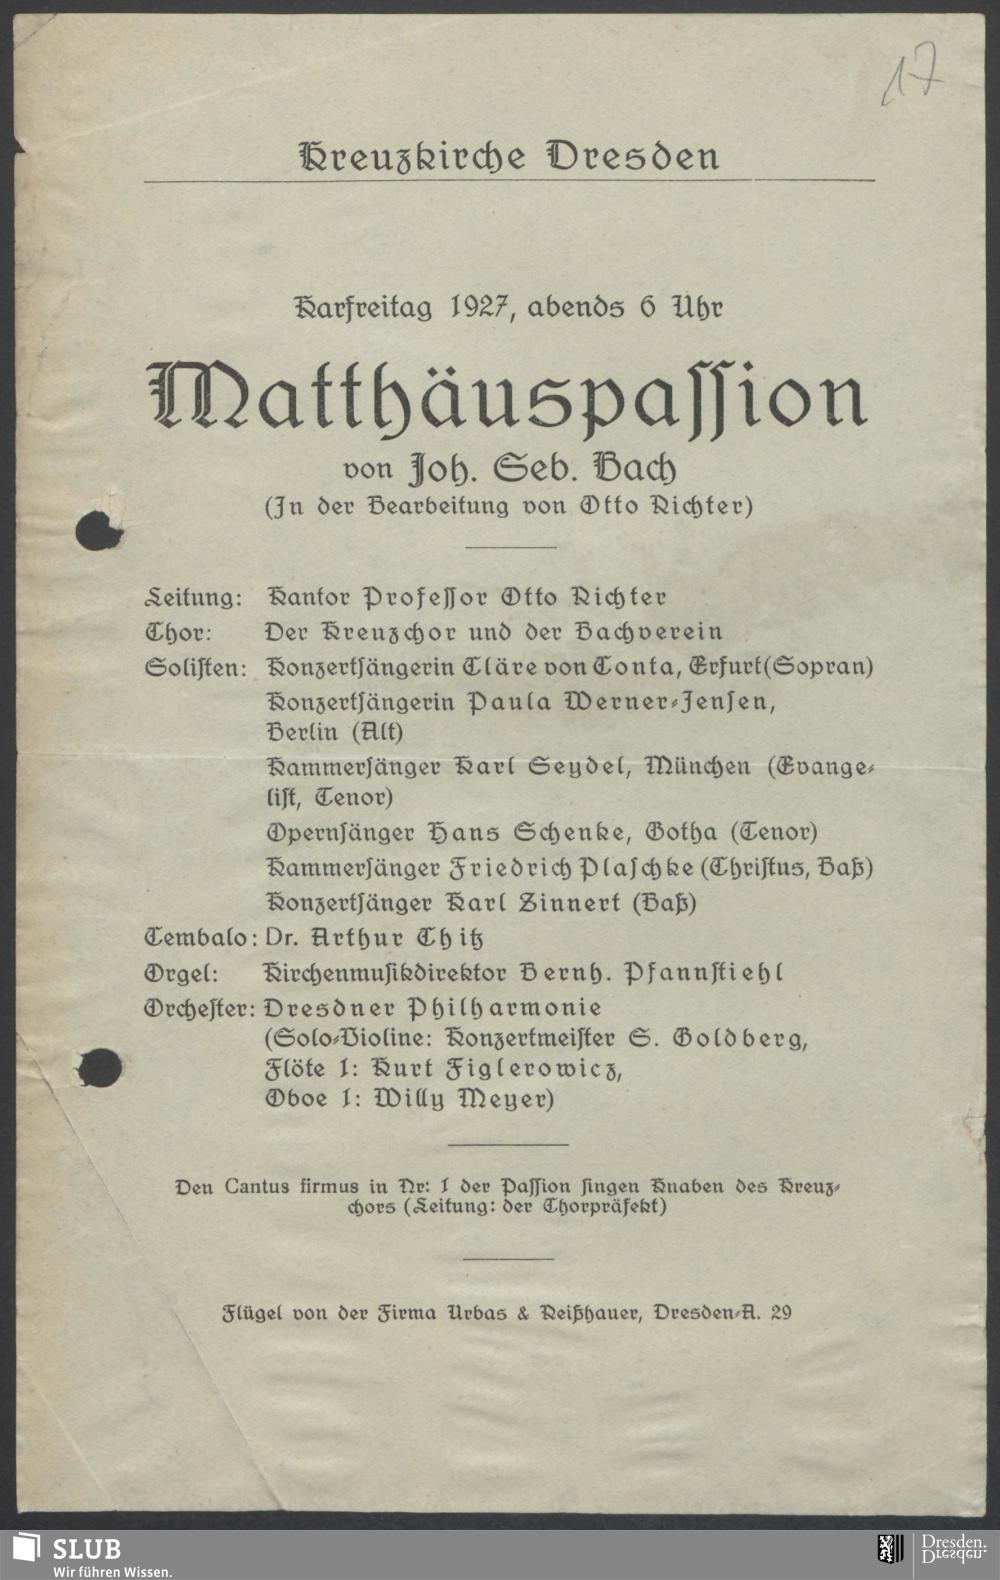 17
Kreuzkirche Dresden
Karfreitag 1927, abends 6 Uhr
Matthäuspassion
von Joh. Seb. Bach
(In der Bearbeitung von Otto Richter)
Leitung: Kantor Professor Otto Richter
Chor: Der Kreuzchor und der Bachverein
Solisten: Konzertsängerin Cläre von Conta, Erfurt (Sopran)
Konzertsängerin Paula Werner-Jensen,
Berlin (Alt)
Kammersänger Karl Seydel, München (Evange-
list, Tenor)
Opernsänger Hans Schenke, Gotha (Tenor)
Kammersänger Friedrich Plaschke (Christus, Baß)
Konzertsänger Karl Zinnert (Baß)
Cembalo: Dr. Arthur Chitz
Orgel: Kirchenmusikdirektor Bernh. Pfannstiehl
Orchester: Dresdner Philharmonie
(Solo-Violine: Konzertmeister S. Goldberg,
Flöte 1: Kurt Figlerowicz,
Oboe 1: Willy Meyer)
Den Cantus firmus in Nr: 1 der Passion singen Knaben des Kreuz-
chors (Leitung: der Chorpräfekt)
Flügel von der Firma Urbas & Reißhauer, Dresden-A. 29
SLUB
Wir führen Wissen.
Dresden.
Dresden.